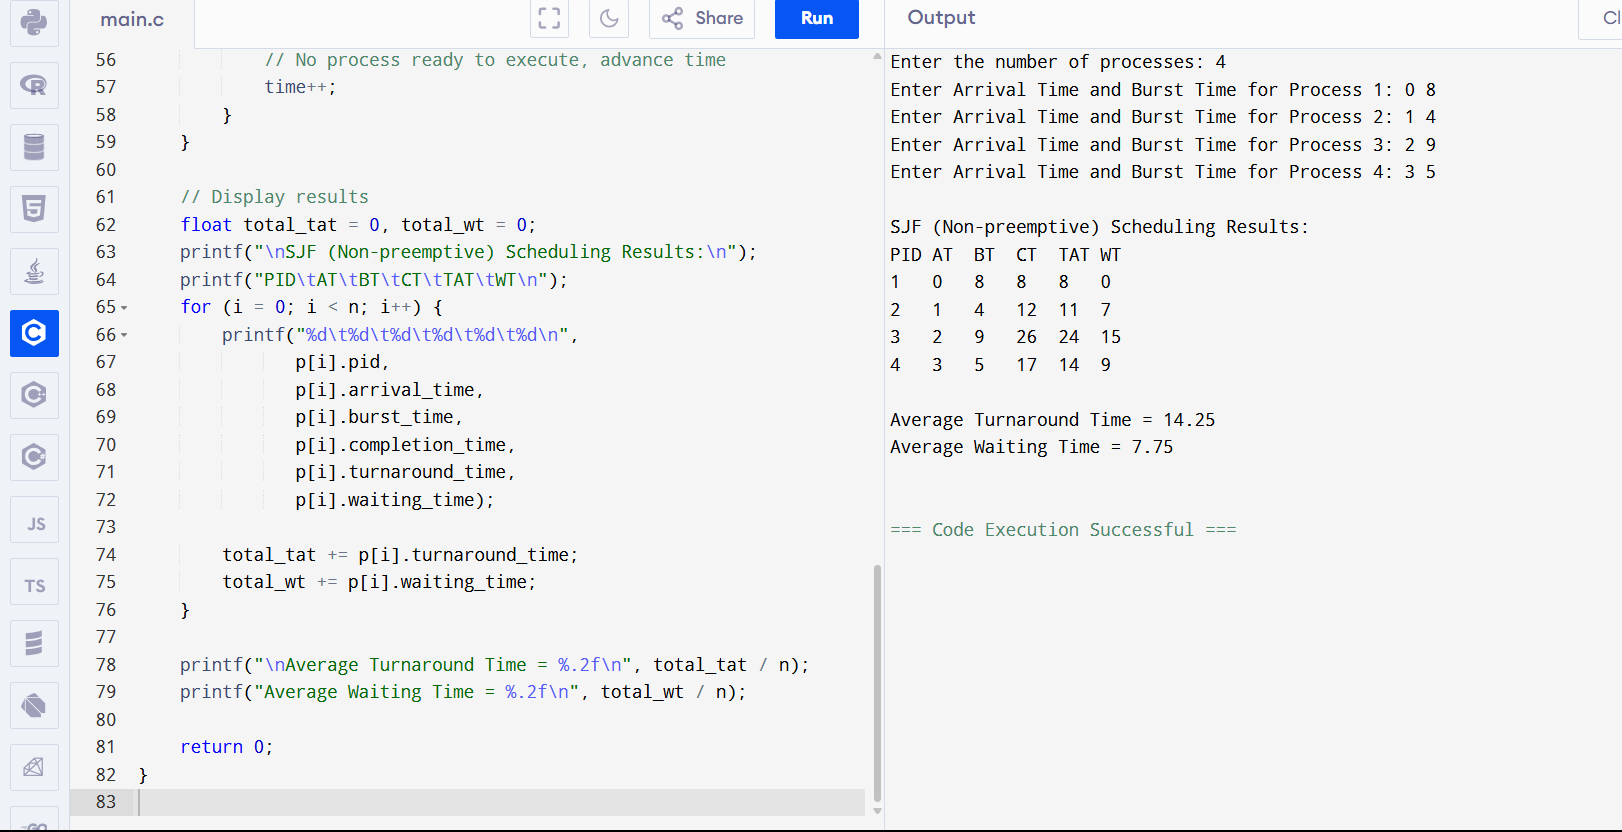 main.c
Share
Run
Output
Cl
56 // No process ready to execute, advance time
57 time++;
58 }
59 }
60
61 // Display results
62 float total_tat = 0, total_wt = 0;
63 printf("\nSJF (Non-preemptive) Scheduling Results:\n");
64 printf("PID\tAT\tBT\tCT\tTAT\tWT\n");
65 for (i = 0; i < n; i++) {
66 printf("%d\t%d\t%d\t%d\t%d\t%d\n",
67 p[i].pid,
68 p[i].arrival_time,
69 p[i].burst_time,
70 p[i].completion_time,
71 p[i].turnaround_time,
72 p[i].waiting_time);
73
74 total_tat += p[i].turnaround_time;
75 total_wt += p[i].waiting_time;
76 }
77
78 printf("\nAverage Turnaround Time = %.2f\n", total_tat / n);
79 printf("Average Waiting Time = %.2f\n", total_wt / n);
80
81 return 0;
82 }
83
Enter the number of processes: 4
Enter Arrival Time and Burst Time for Process 1: 0 8
Enter Arrival Time and Burst Time for Process 2: 1 4
Enter Arrival Time and Burst Time for Process 3: 2 9
Enter Arrival Time and Burst Time for Process 4: 3 5
SJF (Non-preemptive) Scheduling Results:
PID AT BT CT TAT WT
1 0 8 8 8 0
2 1 4 12 11 7
3 2 9 26 24 15
4 3 5 17 14 9
Average Turnaround Time = 14.25
Average Waiting Time = 7.75
=== Code Execution Successful ===
R
5
C
C
C
JS
TS
GO